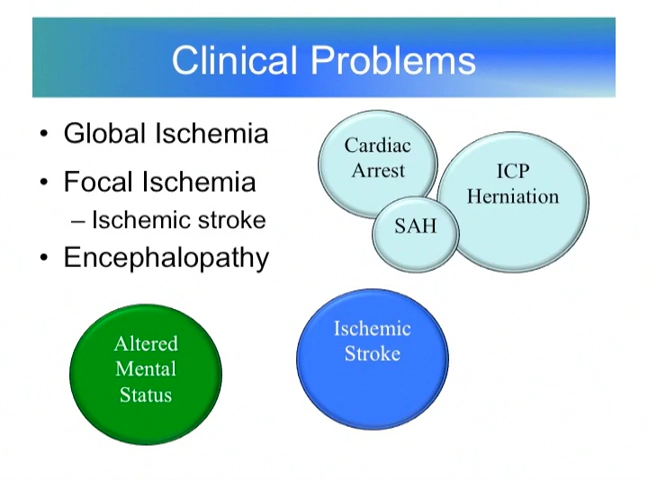 Clinical Problems
• Global Ischemia
• Focal Ischemia
– Ischemic stroke
• Encephalopathy
Cardiac
Arrest
ICP
Herniation
SAH
Altered
Mental
Status
Ischemic
Stroke